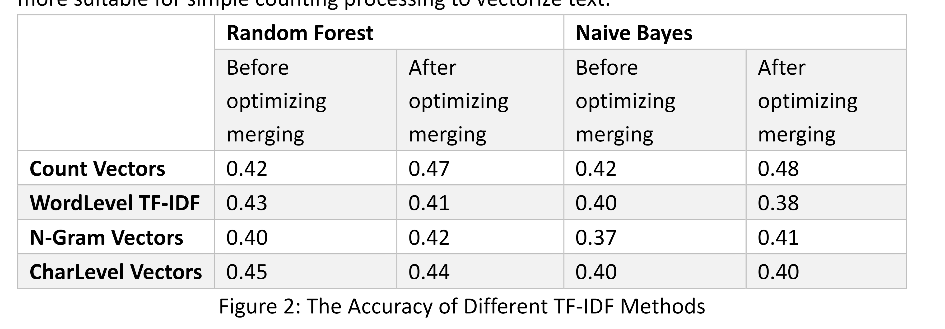 more suitable for simple counting processing to vectorize text.
Random Forest Naive Bayes
Before optimizing merging After optimizing merging Before optimizing merging After optimizing merging
Count Vectors 0.42 0.47 0.42 0.48
WordLevel TF-IDF 0.43 0.41 0.40 0.38
N-Gram Vectors 0.40 0.42 0.37 0.41
CharLevel Vectors 0.45 0.44 0.40 0.40
Figure 2: The Accuracy of Different TF-IDF Methods